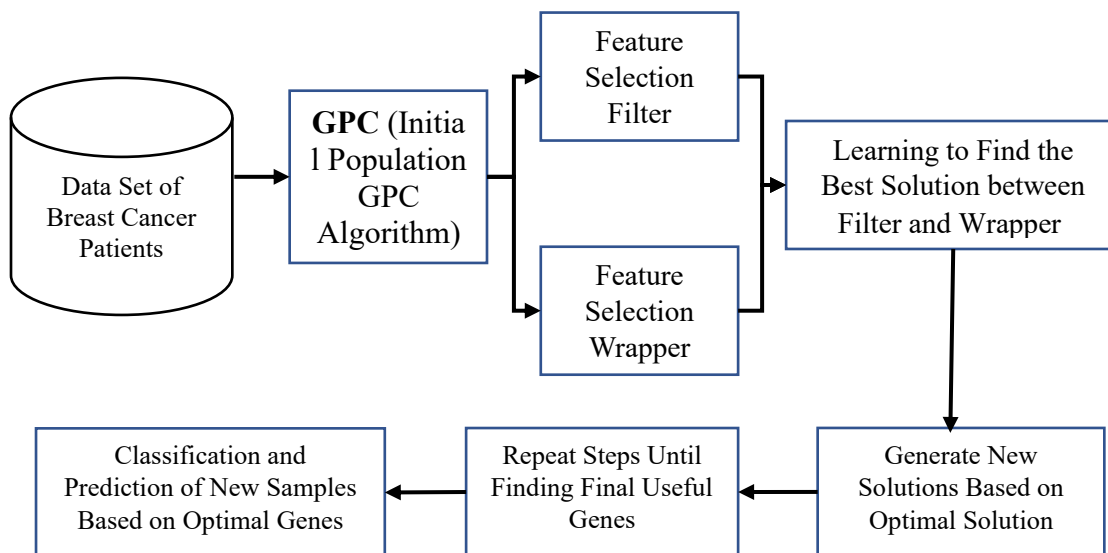 Data Set of
Breast Cancer
Patients
GPC (Initia
l Population
GPC
Algorithm)
Feature
Selection
Filter
Feature
Selection
Wrapper
Learning to Find the
Best Solution between
Filter and Wrapper
Generate New
Solutions Based on
Optimal Solution
Repeat Steps Until
Finding Final Useful
Genes
Classification and
Prediction of New Samples
Based on Optimal Genes